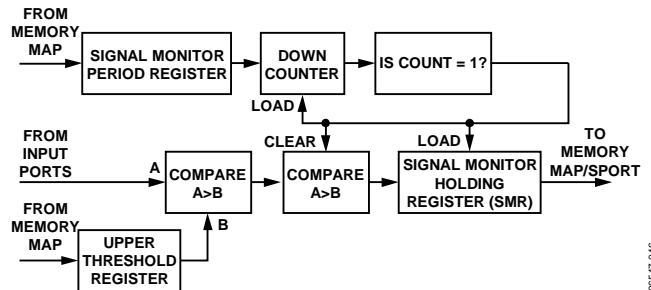 FROM
MEMORY
MAP
SIGNAL MONITOR
PERIOD REGISTER
DOWN
COUNTER
IS COUNT = 1?
LOAD
FROM
INPUT
PORTS
A
COMPARE
A>B
B
CLEAR
COMPARE
A>B
LOAD
SIGNAL MONITOR
HOLDING
REGISTER (SMR)
TO
MEMORY
MAP/SPORT
FROM
MEMORY
MAP
UPPER
THRESHOLD
REGISTER